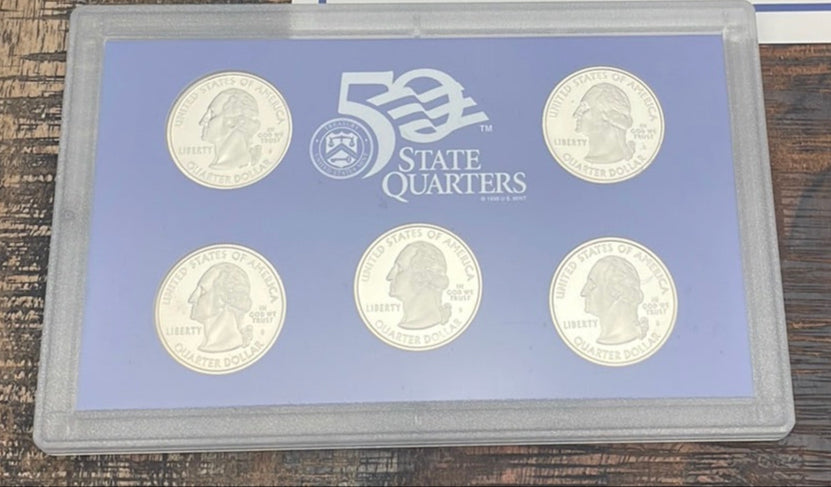 50
™
TREASURY
STATE
QUARTERS
UNITED STATES OF AMERICA
LIBERTY
IN
GOD WE
TRUST
QUARTER DOLLAR
UNITED STATES OF AMERICA
LIBERTY
IN
GOD WE
TRUST
QUARTER DOLLAR
UNITED STATES OF AMERICA
LIBERTY
IN
GOD WE
TRUST
QUARTER DOLLAR
UNITED STATES OF AMERICA
LIBERTY
IN
GOD WE
TRUST
QUARTER DOLLAR
UNITED STATES OF AMERICA
LIBERTY
IN
GOD WE
TRUST
QUARTER DOLLAR